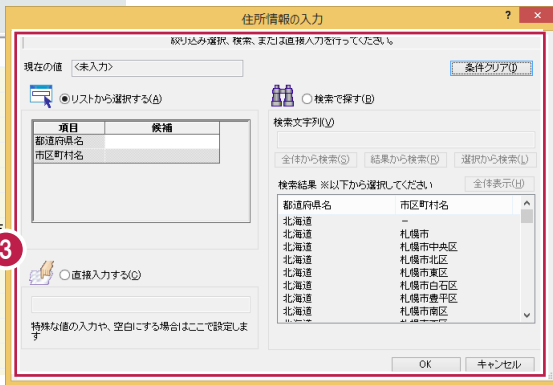 住所情報の入力
? ×
絞り込み選択、検索、または直接入力を行ってください。
現在の値 <未入力>
条件クリア(I)
リストから選択する(A)
検索で探す(B)
項目 候補
都道府県名
市区町村名
検索文字列(V)
全体から検索(S) 結果から検索(R) 選択から検索(L)
検索結果 ※以下から選択してください 全体表示(H)
都道府県名 市区町村名
北海道 −
北海道 札幌市
北海道 札幌市中央区
北海道 札幌市北区
北海道 札幌市東区
北海道 札幌市白石区
北海道 札幌市豊平区
北海道 札幌市南区
3
直接入力する(C)
特殊な値の入力や、空白にする場合はここで設定しま
す
OK キャンセル